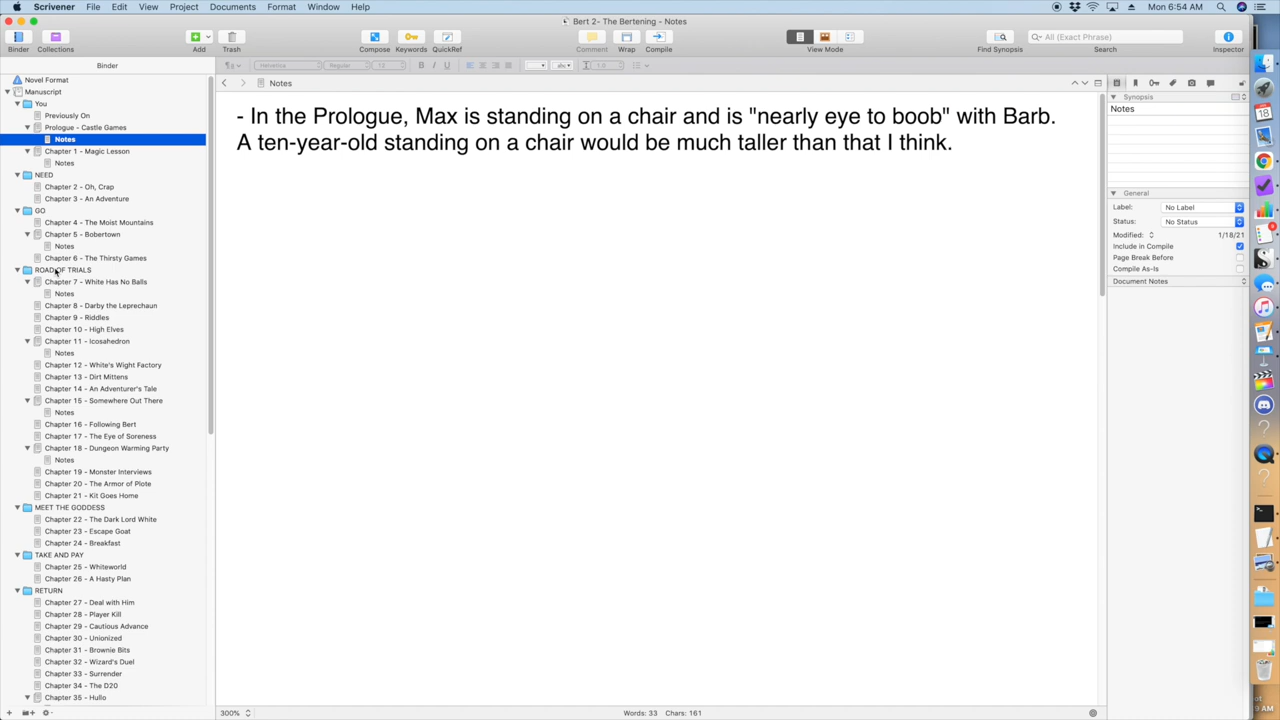 Scrivener File Edit View Project Documents Format Window Help Mon 6:54 AM
Bert 2- The Bertening - Notes
Binder Collections Add Trash Compose Keywords QuickRef Comment Wrap Compile View Mode Find Synopsis Search Inspector
All (Exact Phrase)
Binder
Helvetica Regular 12 B I U abc 1.0
Notes
Novel Format
Manuscript
You
Previously On
Prologue - Castle Games
Notes
Chapter 1 - Magic Lesson
Notes
NEED
Chapter 2 - Oh, Crap
Chapter 3 - An Adventure
GO
Chapter 4 - The Moist Mountains
Chapter 5 - Bobertown
Notes
Chapter 6 - The Thirsty Games
ROAD OF TRIALS
Chapter 7 - White Has No Balls
Notes
Chapter 8 - Darby the Leprechaun
Chapter 9 - Riddles
Chapter 10 - High Elves
Chapter 11 - Icosahedron
Notes
Chapter 12 - White's Wight Factory
Chapter 13 - Dirt Mittens
Chapter 14 - An Adventurer's Tale
Chapter 15 - Somewhere Out There
Notes
Chapter 16 - Following Bert
Chapter 17 - The Eye of Soreness
Chapter 18 - Dungeon Warming Party
Notes
Chapter 19 - Monster Interviews
Chapter 20 - The Armor of Plote
Chapter 21 - Kit Goes Home
MEET THE GODDESS
Chapter 22 - The Dark Lord White
Chapter 23 - Escape Goat
Chapter 24 - Breakfast
TAKE AND PAY
Chapter 25 - Whiteworld
Chapter 26 - A Hasty Plan
RETURN
Chapter 27 - Deal with Him
Chapter 28 - Player Kill
Chapter 29 - Cautious Advance
Chapter 30 - Unionized
Chapter 31 - Brownie Bits
Chapter 32 - Wizard's Duel
Chapter 33 - Surrender
Chapter 34 - The D20
Chapter 35 - Hullo
- In the Prologue, Max is standing on a chair and is "nearly eye to boob" with Barb.
A ten-year-old standing on a chair would be much taler than that I think.
300%
Words: 33 Chars: 161
Synopsis
Notes
General
Label: No Label
Status: No Status
Modified: 1/18/21
Include in Compile
Page Break Before
Compile As-Is
Document Notes